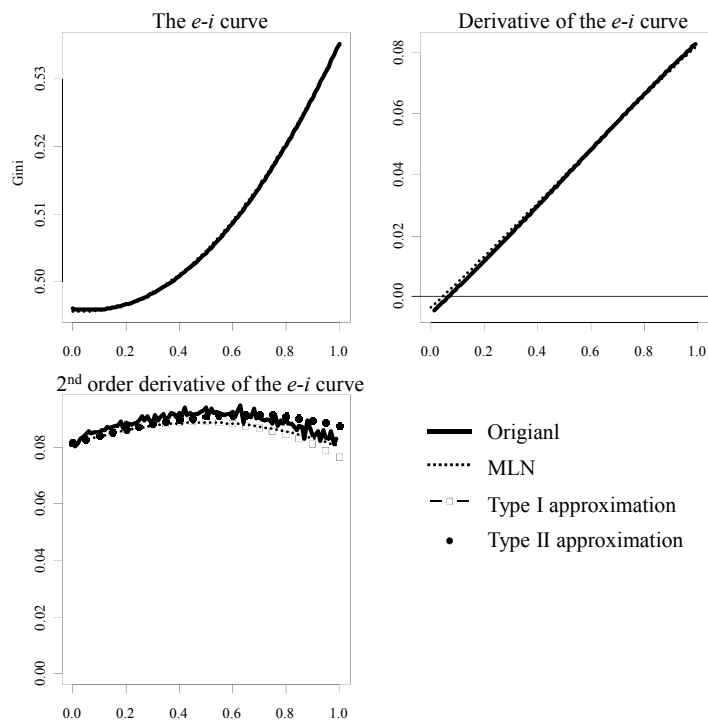 The e-i curve
Derivative of the e-i curve
Gini
0.53
0.52
0.51
0.50
0.0 0.2 0.4 0.6 0.8 1.0
0.08
0.06
0.04
0.02
0.00
0.0 0.2 0.4 0.6 0.8 1.0
2nd order derivative of the e-i curve
0.08
0.06
0.04
0.02
0.00
0.0 0.2 0.4 0.6 0.8 1.0
Origianl
MLN
Type I approximation
Type II approximation